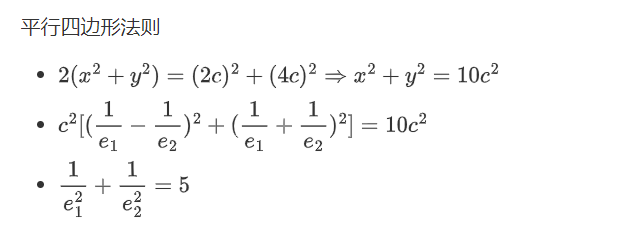 平行四边形法则
• 2(x² + y²) = (2c)² + (4c)² ⇒ x² + y² = 10c²
• c²[(1/e₁ − 1/e₂)² + (1/e₁ + 1/e₂)²] = 10c²
• 1/e₁² + 1/e₂² = 5